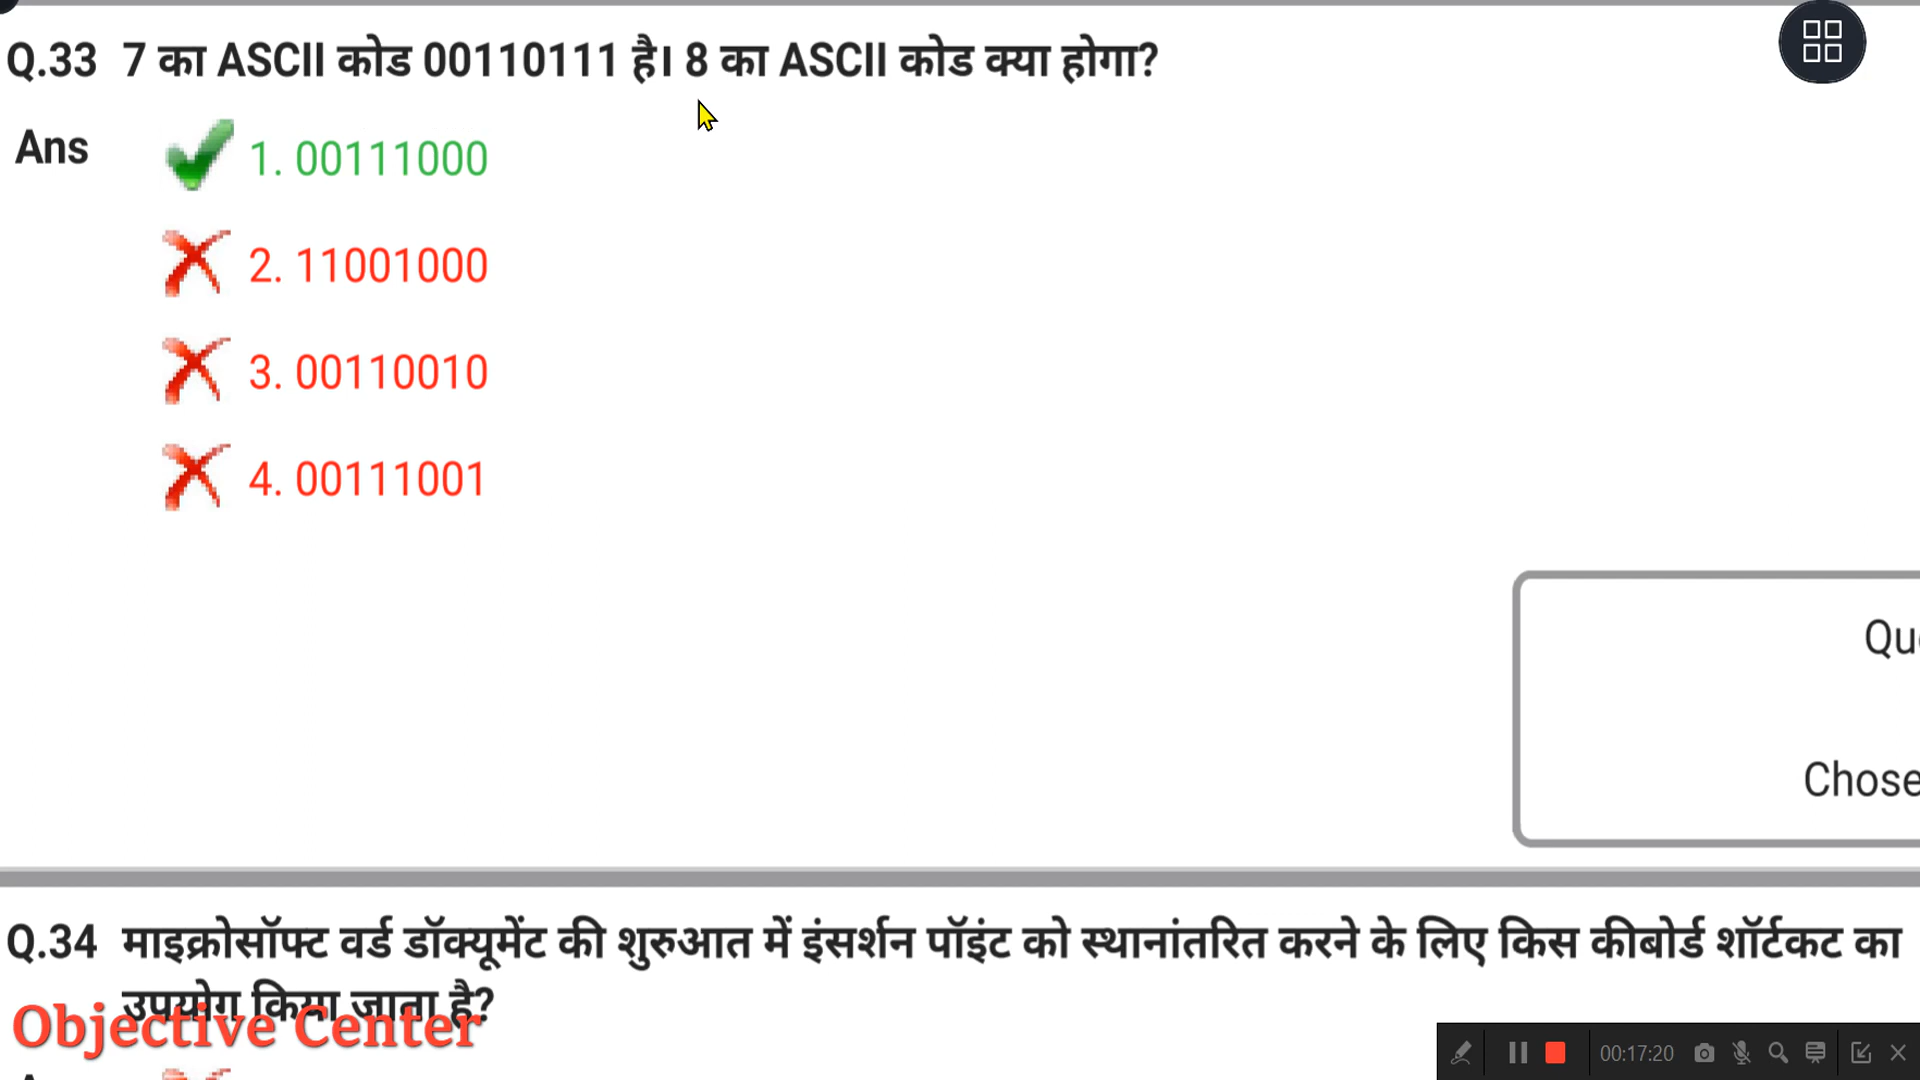 Q.33 7 का ASCII कोड 00110111 है। 8 का ASCII कोड क्या होगा?
Ans 1. 00111000
2. 11001000
3. 00110010
4. 00111001
Chose
Q.34 माइक्रोसॉफ्ट वर्ड डॉक्यूमेंट की शुरुआत में इंसर्शन पॉइंट को स्थानांतरित करने के लिए किस कीबोर्ड शॉर्टकट का
उपयोग किया जाता है?
Objective Center
00:17:20